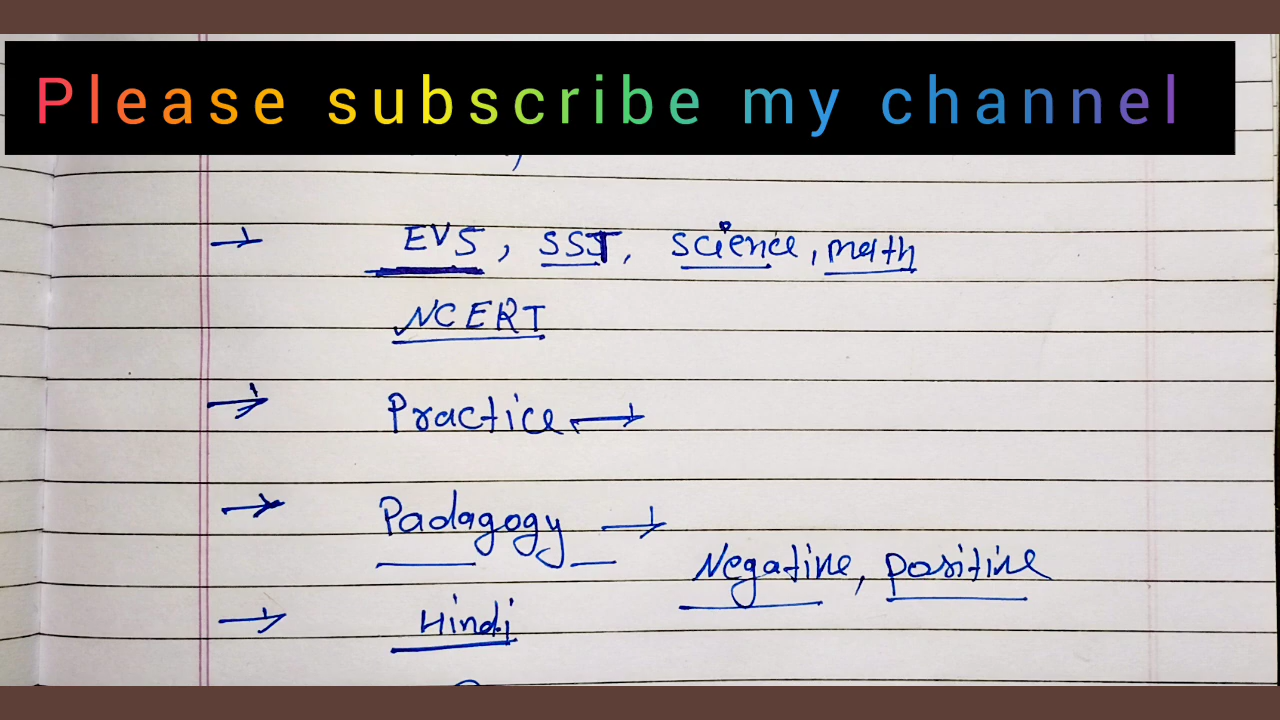 Please subscribe my channel
→ EVS, SST, Science, math
NCERT
→ Practice →
→ Padagogy →
Negative, positive
→ Hindi